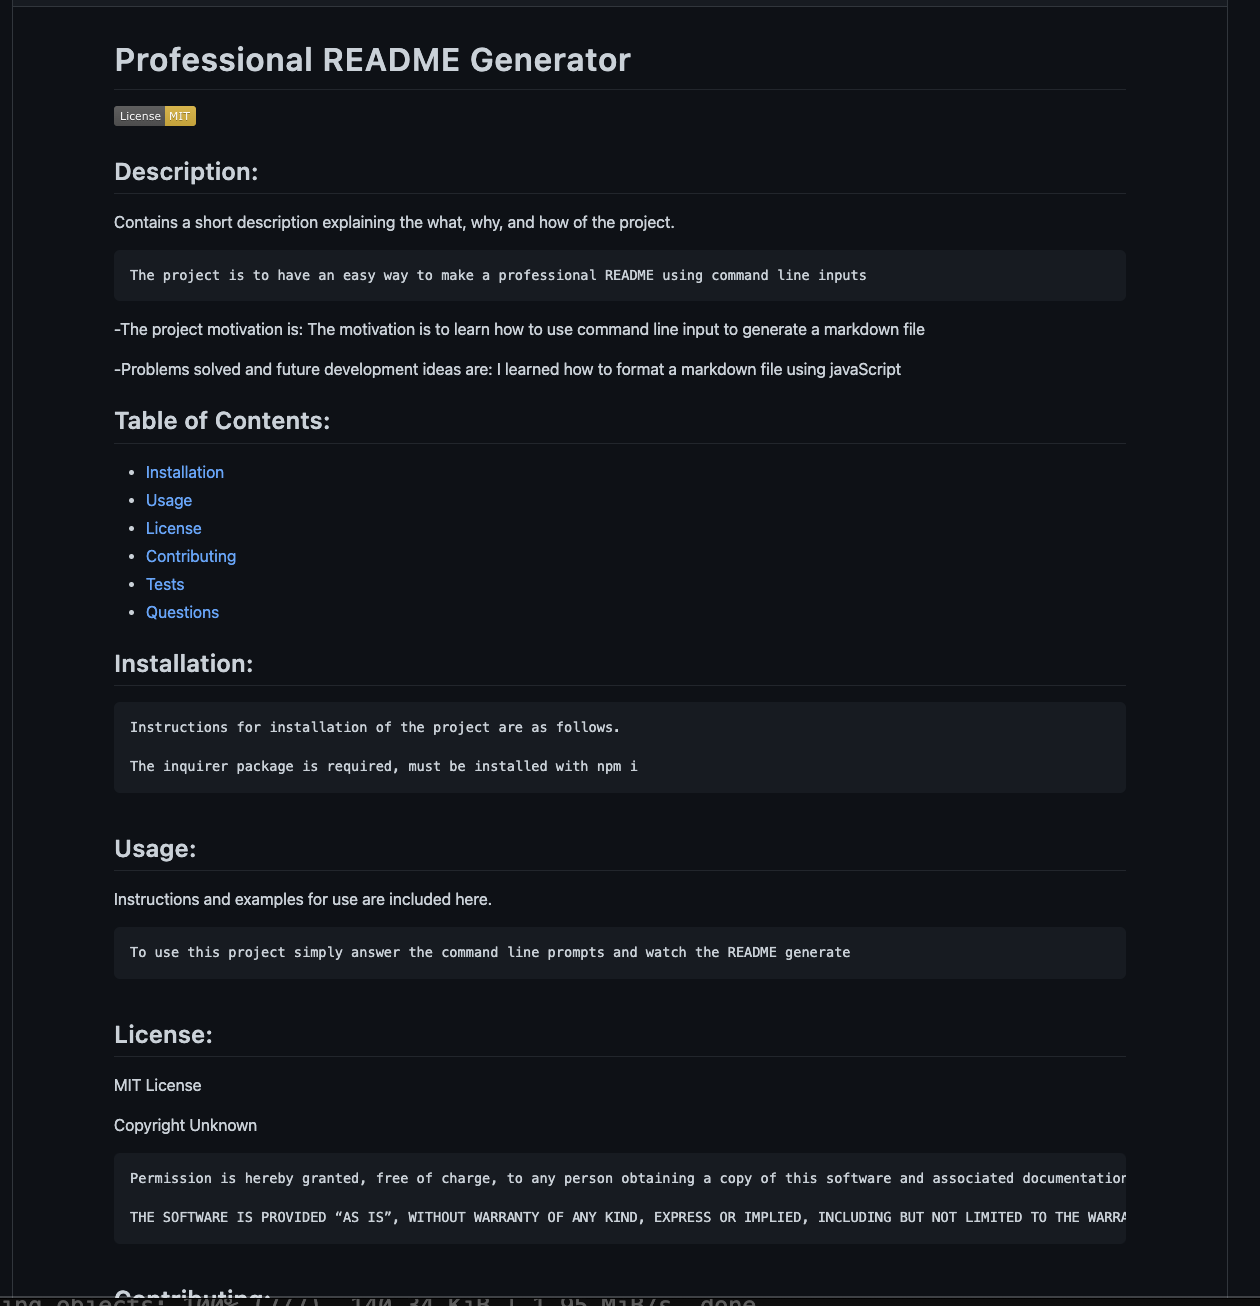 Professional README Generator
License MIT
Description:
Contains a short description explaining the what, why, and how of the project.
The project is to have an easy way to make a professional README using command line inputs
-The project motivation is: The motivation is to learn how to use command line input to generate a markdown file
-Problems solved and future development ideas are: I learned how to format a markdown file using javaScript
Table of Contents:
Installation
Usage
License
Contributing
Tests
Questions
Installation:
Instructions for installation of the project are as follows.
The inquirer package is required, must be installed with npm i
Usage:
Instructions and examples for use are included here.
To use this project simply answer the command line prompts and watch the README generate
License:
MIT License
Copyright Unknown
Permission is hereby granted, free of charge, to any person obtaining a copy of this software and associated documentation
THE SOFTWARE IS PROVIDED “AS IS”, WITHOUT WARRANTY OF ANY KIND, EXPRESS OR IMPLIED, INCLUDING BUT NOT LIMITED TO THE WARRA
Contributing:
ing objects: 100% (7/7), 140.34 KiB | 1.95 MiB/s, done